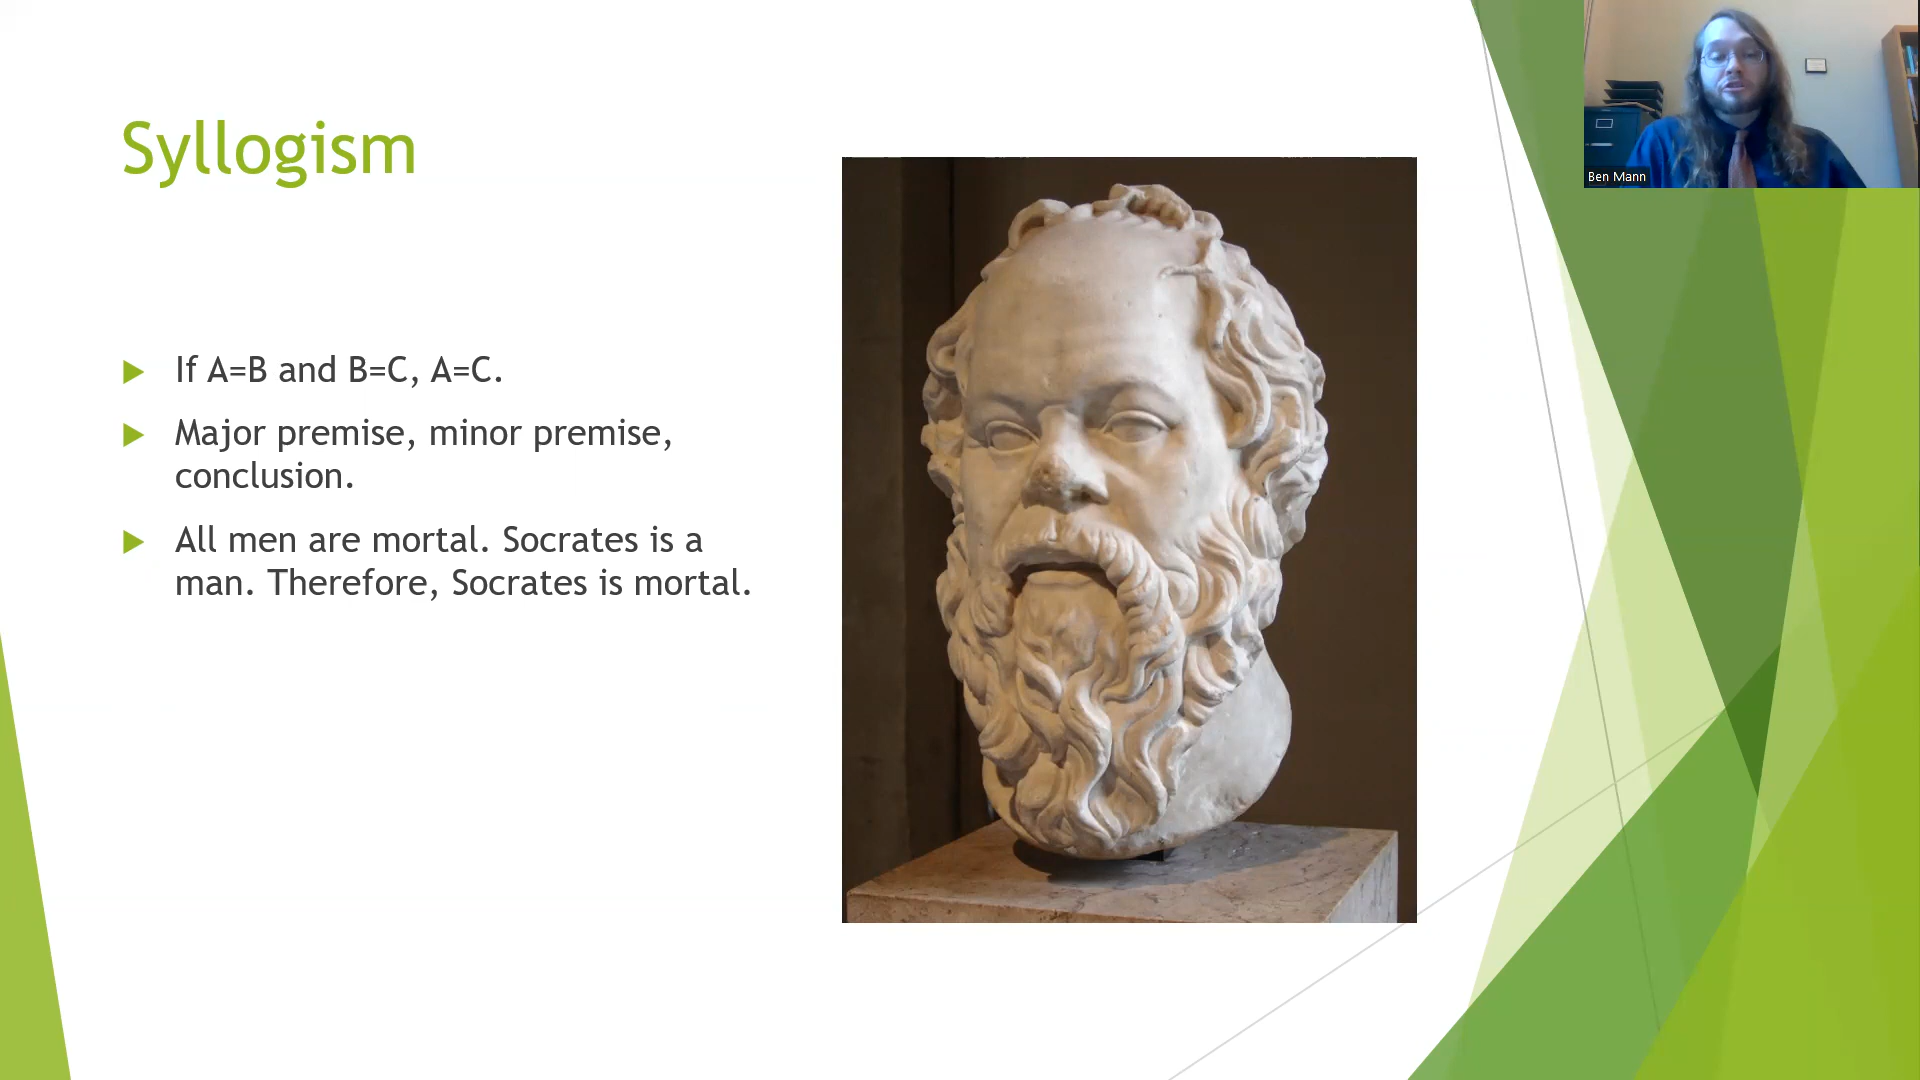 Syllogism
If A=B and B=C, A=C.
Major premise, minor premise,
conclusion.
All men are mortal. Socrates is a
man. Therefore, Socrates is mortal.
Ben Mann